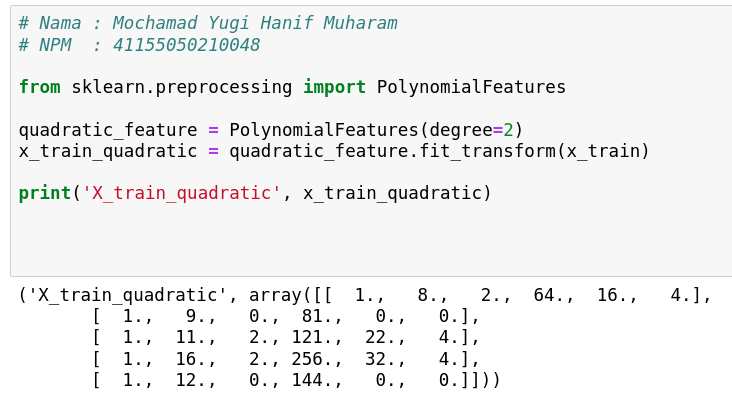 # Nama : Mochamad Yugi Hanif Muharam
# NPM  : 41155050210048
from sklearn.preprocessing import PolynomialFeatures
quadratic_feature = PolynomialFeatures(degree=2)
x_train_quadratic = quadratic_feature.fit_transform(x_train)
print('X_train_quadratic', x_train_quadratic)
('X_train_quadratic', array([[  1.,   8.,   2.,  64.,  16.,   4.],
       [  1.,   9.,   0.,  81.,   0.,   0.],
       [  1.,  11.,   2., 121.,  22.,   4.],
       [  1.,  16.,   2., 256.,  32.,   4.],
       [  1.,  12.,   0., 144.,   0.,   0.]]))